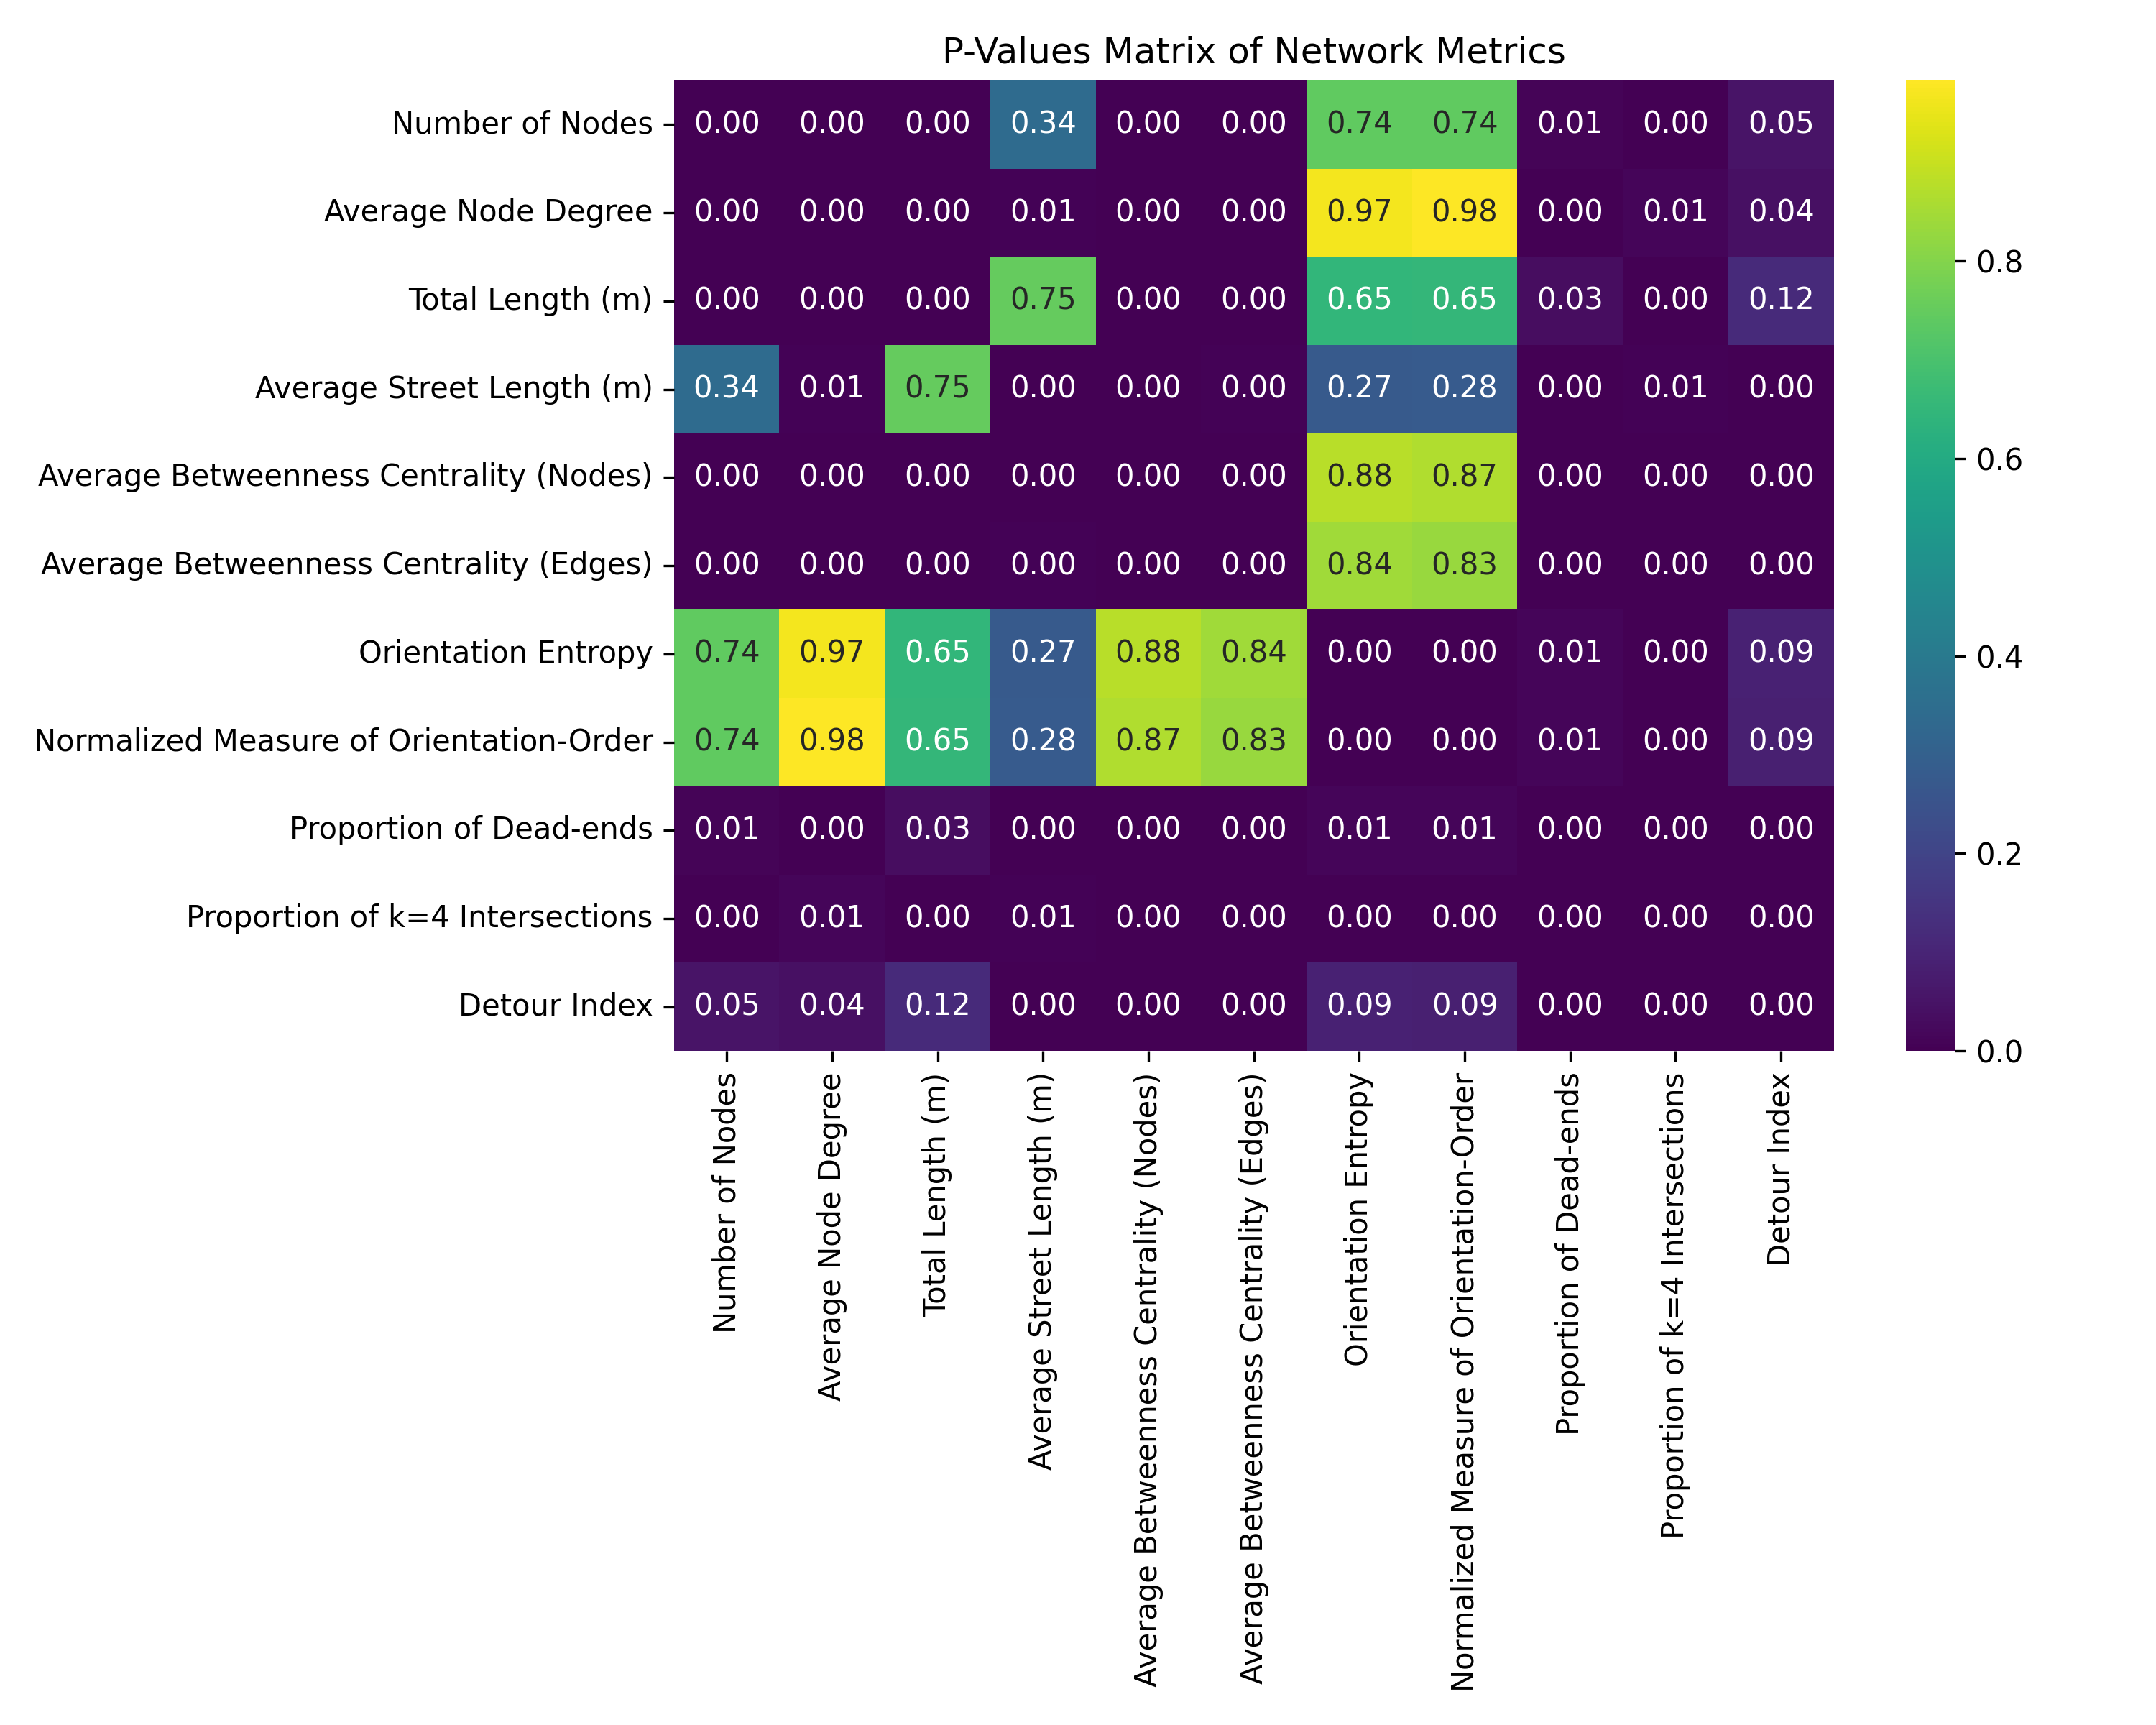 P-Values Matrix of Network Metrics
Number of Nodes 0.00 0.00 0.00 0.34 0.00 0.00 0.74 0.74 0.01 0.00 0.05
Average Node Degree 0.00 0.00 0.00 0.01 0.00 0.00 0.97 0.98 0.00 0.01 0.04
Total Length (m) 0.00 0.00 0.00 0.75 0.00 0.00 0.65 0.65 0.03 0.00 0.12
Average Street Length (m) 0.34 0.01 0.75 0.00 0.00 0.00 0.27 0.28 0.00 0.01 0.00
Average Betweenness Centrality (Nodes) 0.00 0.00 0.00 0.00 0.00 0.00 0.88 0.87 0.00 0.00 0.00
Average Betweenness Centrality (Edges) 0.00 0.00 0.00 0.00 0.00 0.00 0.84 0.83 0.00 0.00 0.00
Orientation Entropy 0.74 0.97 0.65 0.27 0.88 0.84 0.00 0.00 0.01 0.00 0.09
Normalized Measure of Orientation-Order 0.74 0.98 0.65 0.28 0.87 0.83 0.00 0.00 0.01 0.00 0.09
Proportion of Dead-ends 0.01 0.00 0.03 0.00 0.00 0.00 0.01 0.01 0.00 0.00 0.00
Proportion of k=4 Intersections 0.00 0.01 0.00 0.01 0.00 0.00 0.00 0.00 0.00 0.00 0.00
Detour Index 0.05 0.04 0.12 0.00 0.00 0.00 0.09 0.09 0.00 0.00 0.00
Number of Nodes
Average Node Degree
Total Length (m)
Average Street Length (m)
Average Betweenness Centrality (Nodes)
Average Betweenness Centrality (Edges)
Orientation Entropy
Normalized Measure of Orientation-Order
Proportion of Dead-ends
Proportion of k=4 Intersections
Detour Index
0.8
0.6
0.4
0.2
0.0